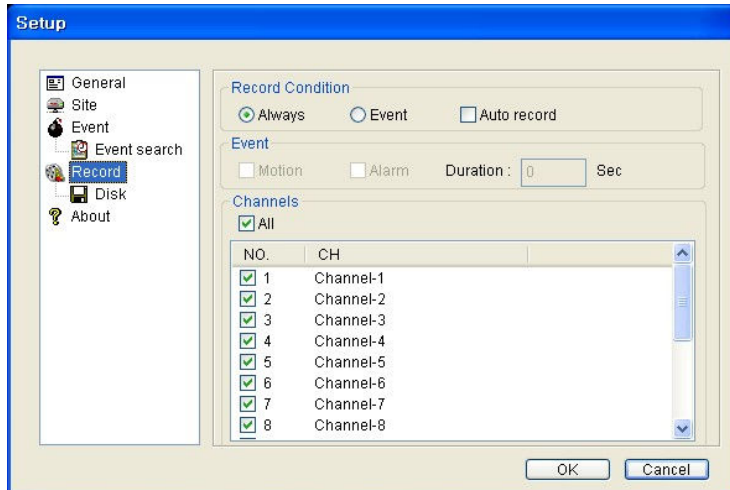 Setup
General
Site
Event
Event search
Record
Disk
About
Record Condition
Always Event Auto record
Event
Motion Alarm Duration : 0 Sec
Channels
All
NO. CH
1 Channel-1
2 Channel-2
3 Channel-3
4 Channel-4
5 Channel-5
6 Channel-6
7 Channel-7
8 Channel-8
OK Cancel